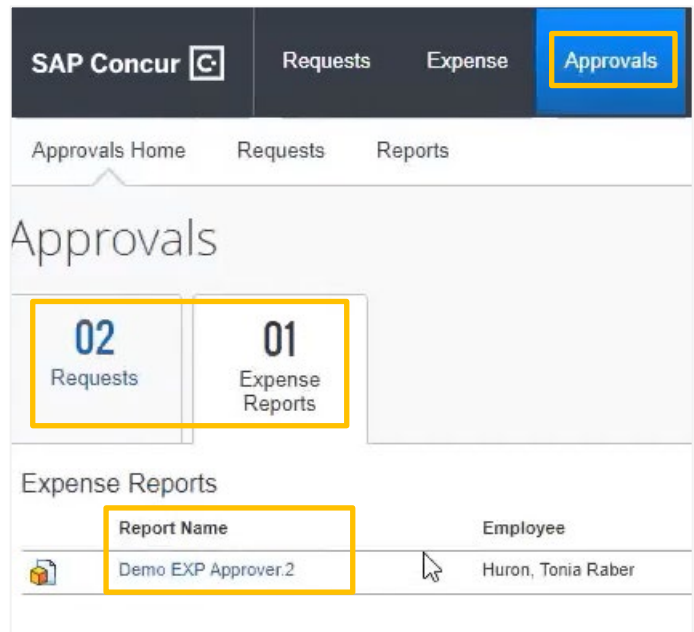 SAP Concur C Requests Expense Approvals
Approvals Home Requests Reports
Approvals
02 01
Requests Expense
Reports
Expense Reports
Report Name Employee
Demo EXP Approver.2 Huron, Tonia Raber